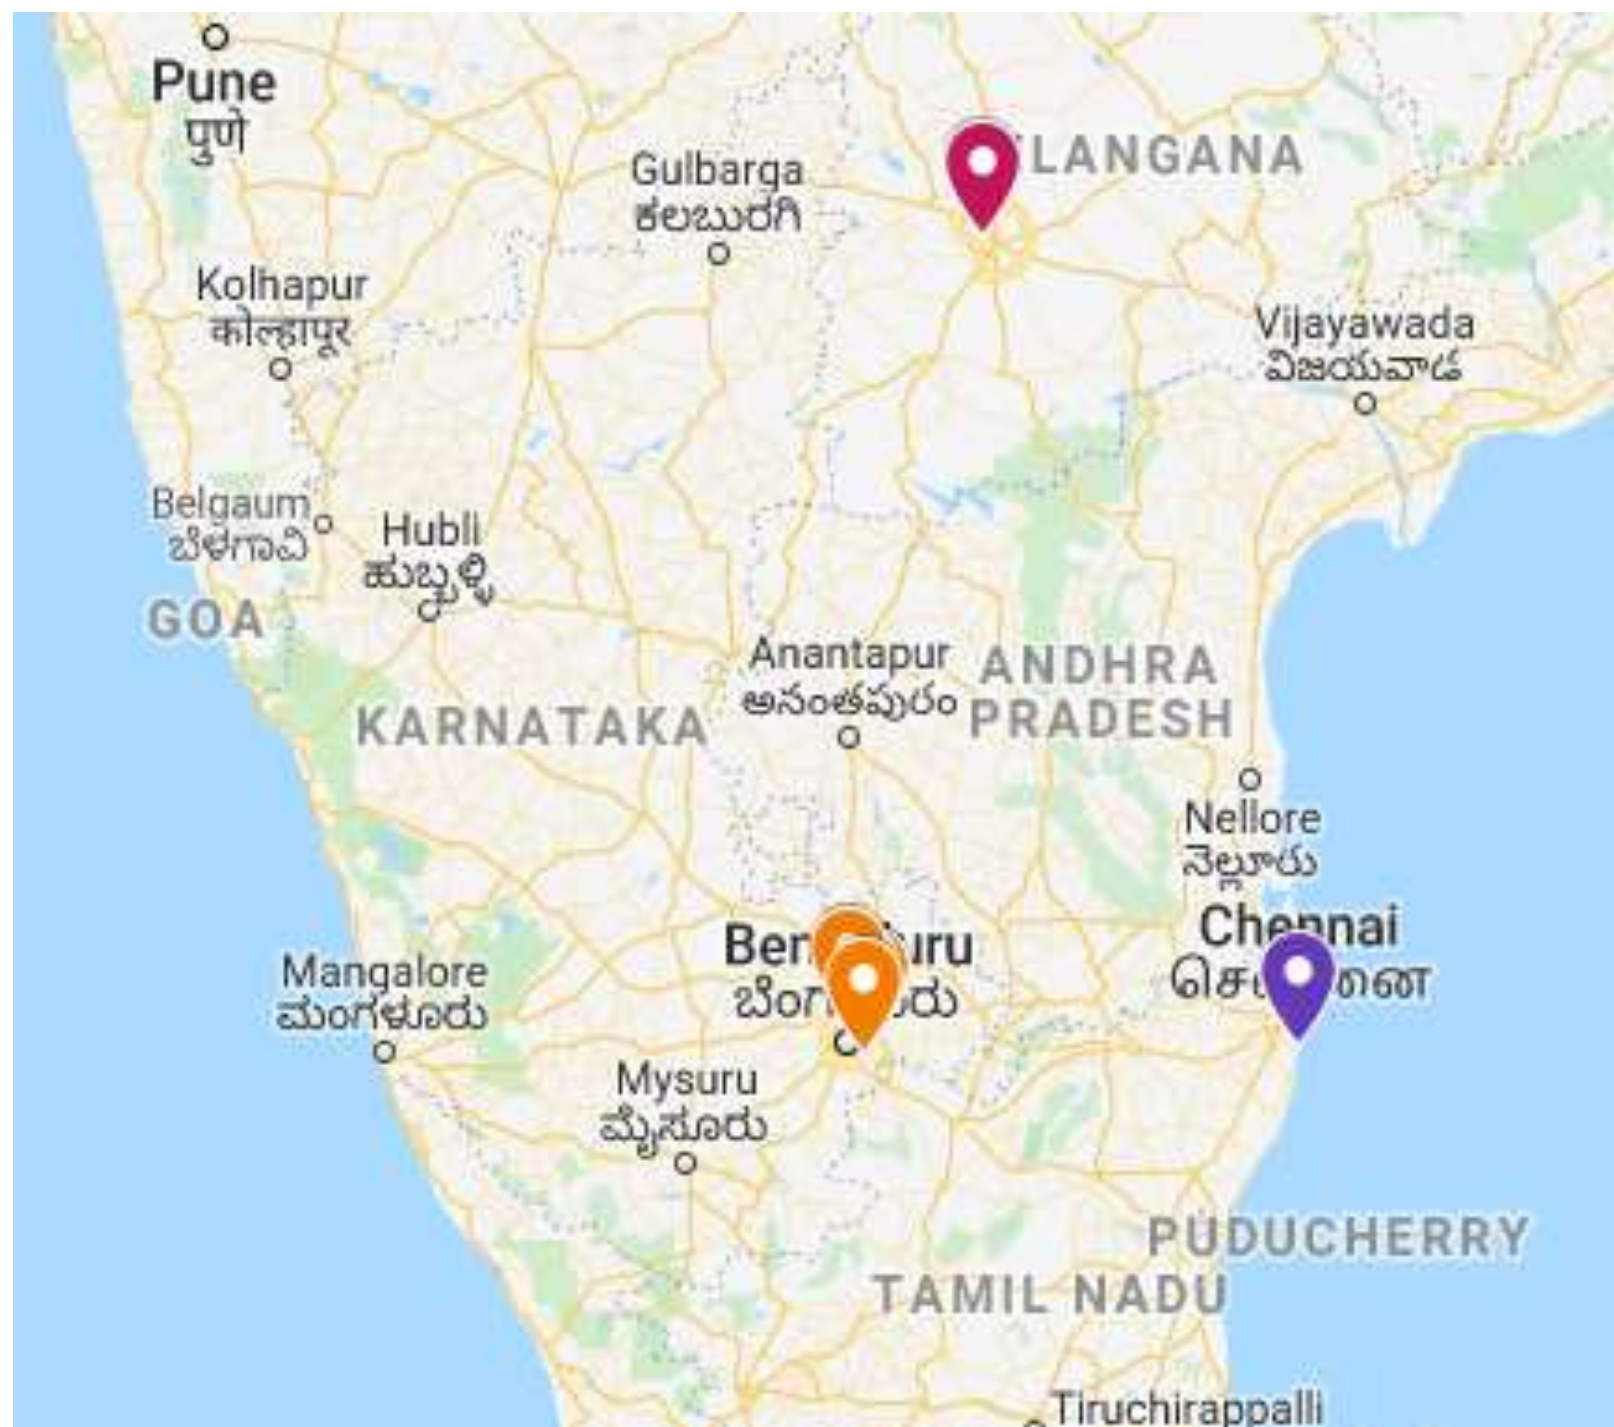 Pune
पुणे
LANGANA
Gulbarga
ಕಲಬುರಗಿ
Kolhapur
कोल्हापूर
Vijayawada
విజయవాడ
Belgaum
ಬೆಳಗಾವಿ
Hubli
ಹುಬ್ಬಳ್ಳಿ
GOA
Anantapur
అనంతపురం
ANDHRA
PRADESH
KARNATAKA
Nellore
నెల్లూరు
Chennai
Mangalore
ಮಂಗಳೂರು
Mysuru
ಮೈಸೂರು
PUDUCHERRY
TAMIL NADU
Tiruchirappalli